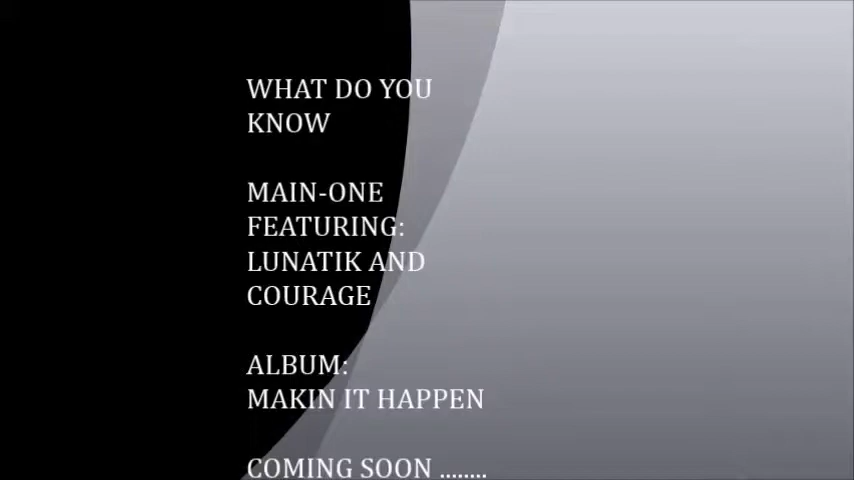 WHAT DO YOU
KNOW
MAIN-ONE
FEATURING:
LUNATIK AND
COURAGE
ALBUM:
MAKIN IT HAPPEN
COMING SOON ........